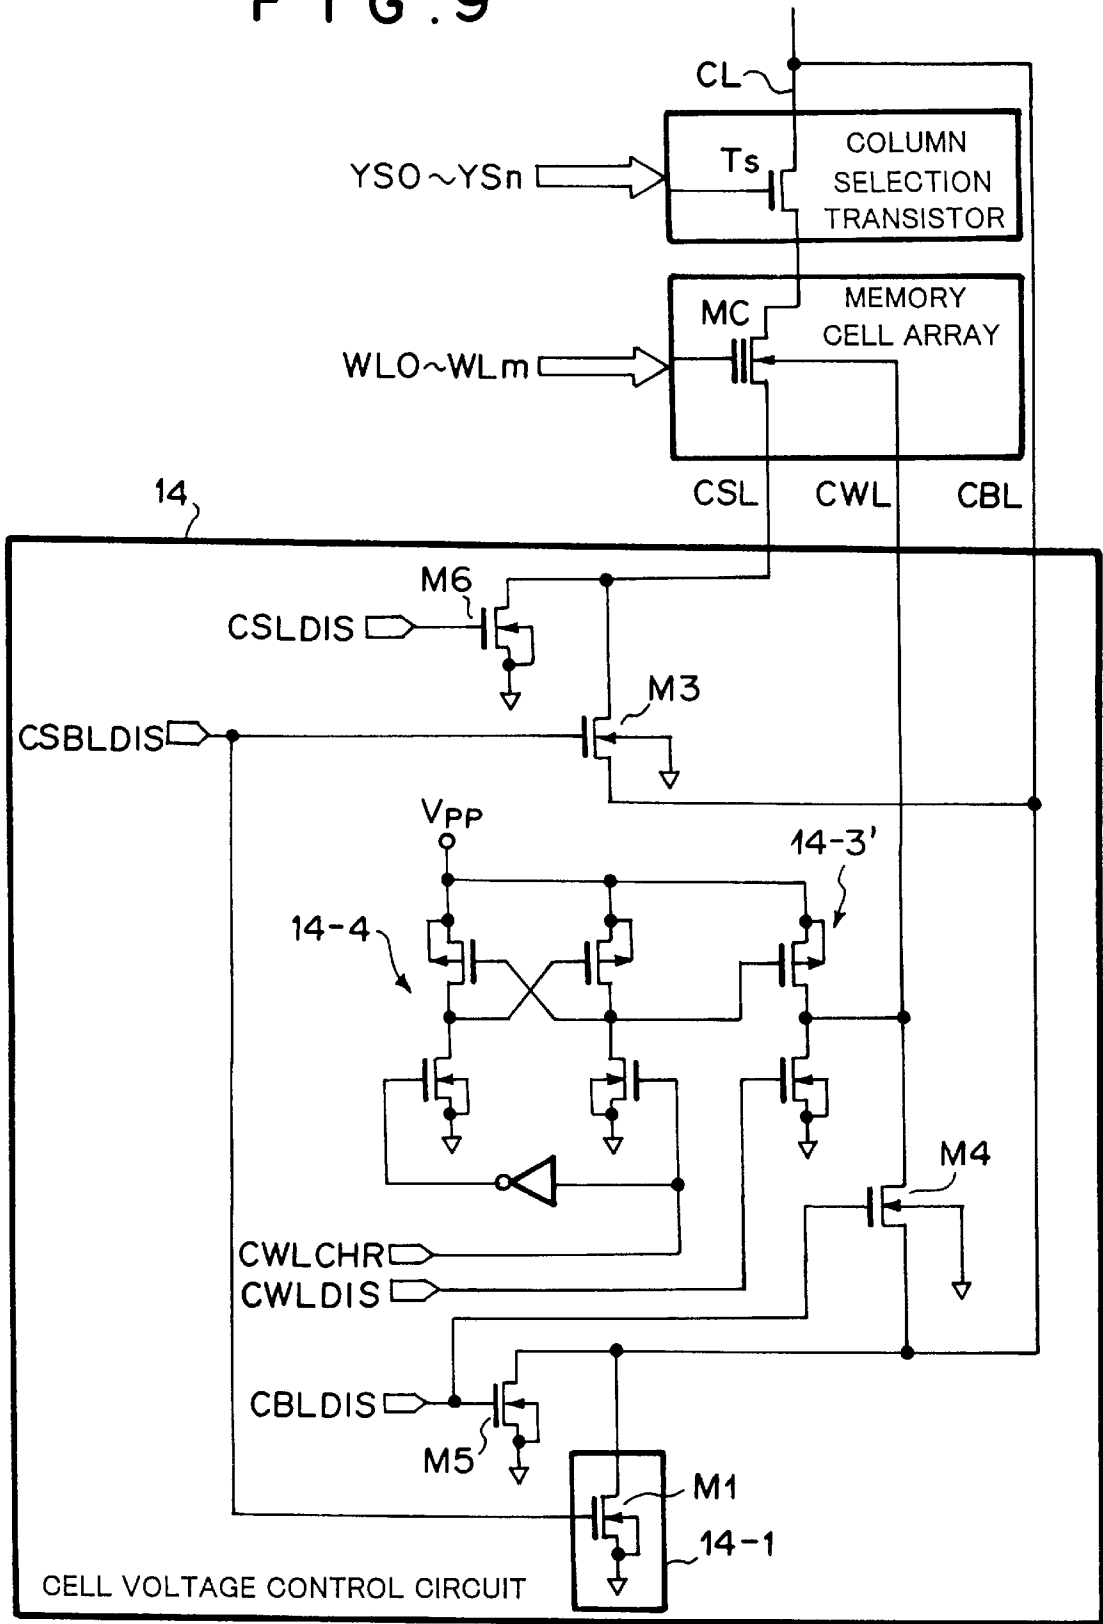 FIG.9
CL
YS0~YSn
Ts
COLUMN
SELECTION
TRANSISTOR
WL0~WLm
MC
MEMORY
CELL ARRAY
CSL
CWL
CBL
14
M6
CSLDIS
M3
CSBLDIS
VPP
14-3'
14-4
M4
CWLCHR
CWLDIS
CBLDIS
M5
M1
14-1
CELL VOLTAGE CONTROL CIRCUIT